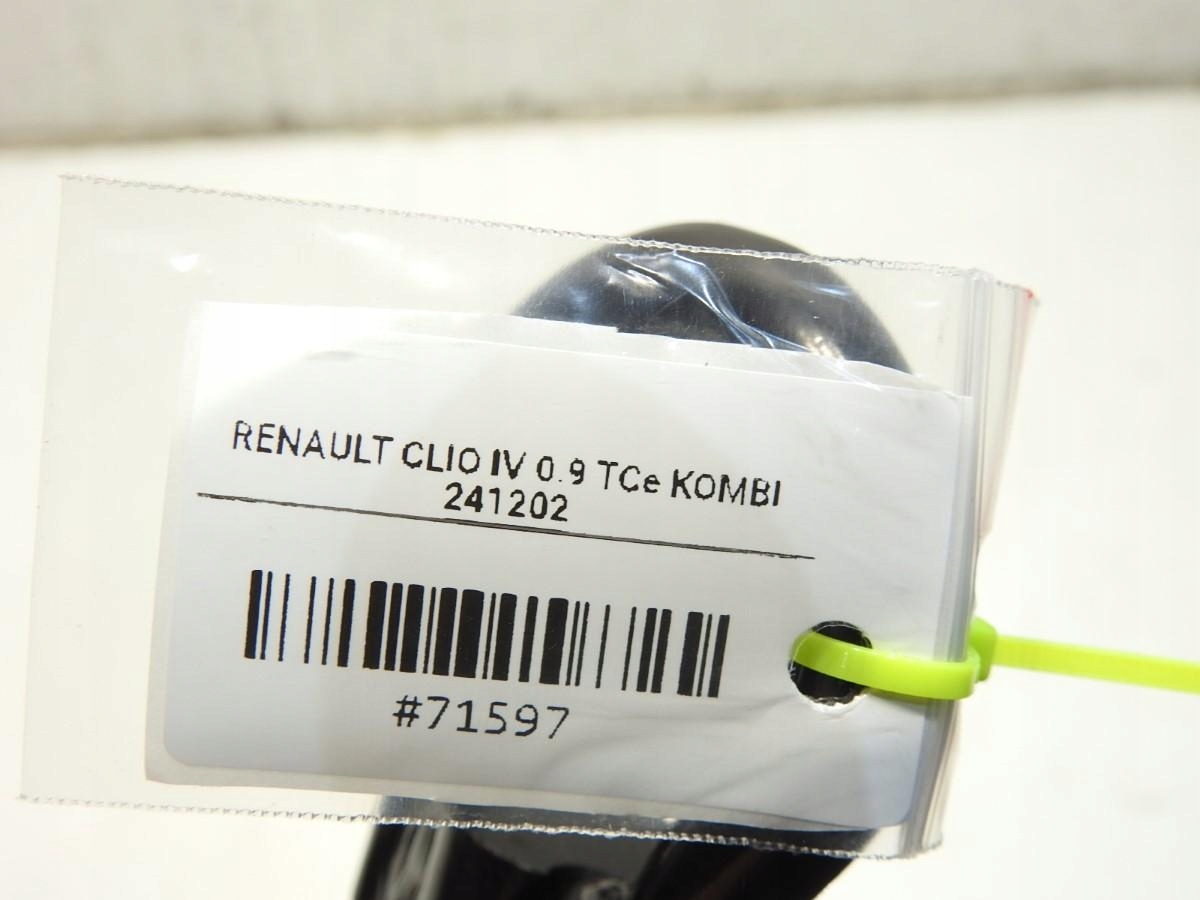 RENAULT CLIO IV 0.9 TCe KOMBI
241202
#71597